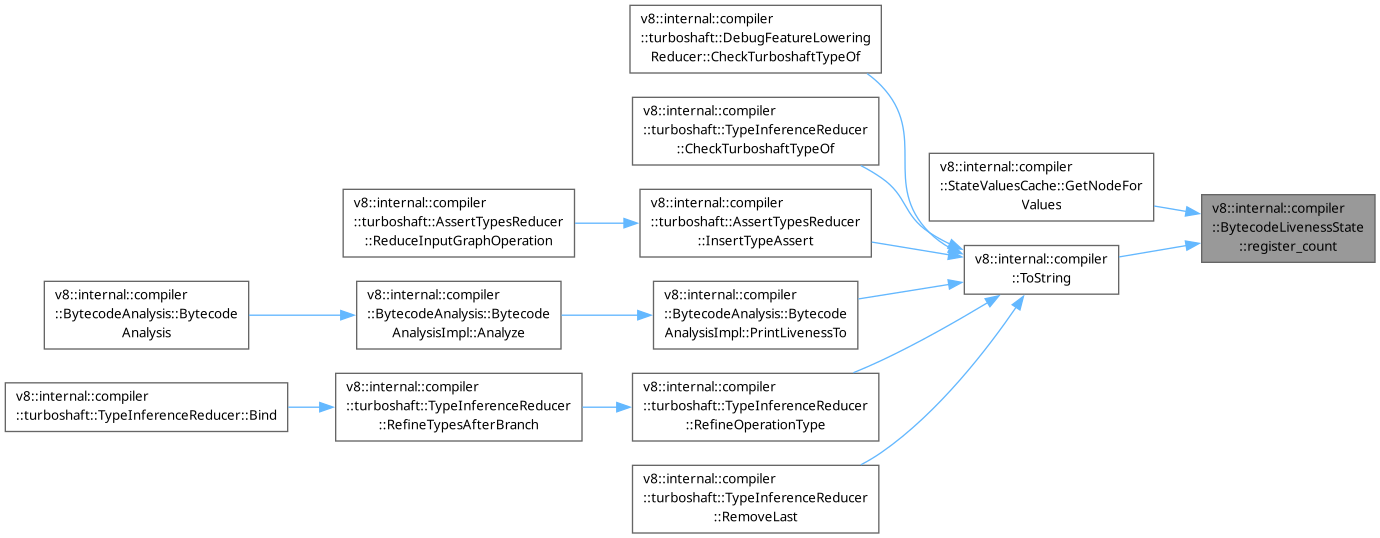 v8::internal::compiler
::turboshaft::DebugFeatureLowering
Reducer::CheckTurboshaftTypeOf
v8::internal::compiler
::turboshaft::TypeInferenceReducer
::CheckTurboshaftTypeOf
v8::internal::compiler
::StateValuesCache::GetNodeFor
Values
v8::internal::compiler
::turboshaft::AssertTypesReducer
::ReduceInputGraphOperation
v8::internal::compiler
::turboshaft::AssertTypesReducer
::InsertTypeAssert
v8::internal::compiler
::BytecodeLivenessState
::register_count
v8::internal::compiler
::ToString
v8::internal::compiler
::BytecodeAnalysis::Bytecode
Analysis
v8::internal::compiler
::BytecodeAnalysis::Bytecode
AnalysisImpl::Analyze
v8::internal::compiler
::BytecodeAnalysis::Bytecode
AnalysisImpl::PrintLivenessTo
v8::internal::compiler
::turboshaft::TypeInferenceReducer::Bind
v8::internal::compiler
::turboshaft::TypeInferenceReducer
::RefineTypesAfterBranch
v8::internal::compiler
::turboshaft::TypeInferenceReducer
::RefineOperationType
v8::internal::compiler
::turboshaft::TypeInferenceReducer
::RemoveLast